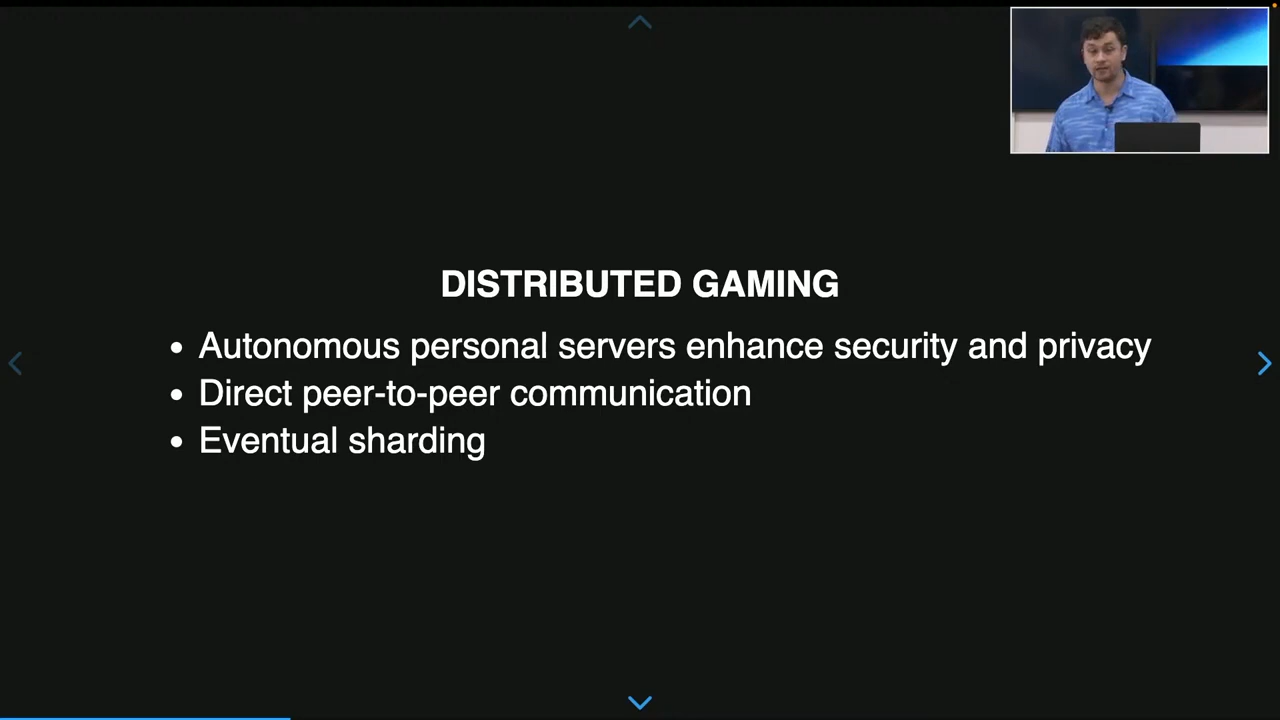 DISTRIBUTED GAMING
• Autonomous personal servers enhance security and privacy
• Direct peer-to-peer communication
• Eventual sharding